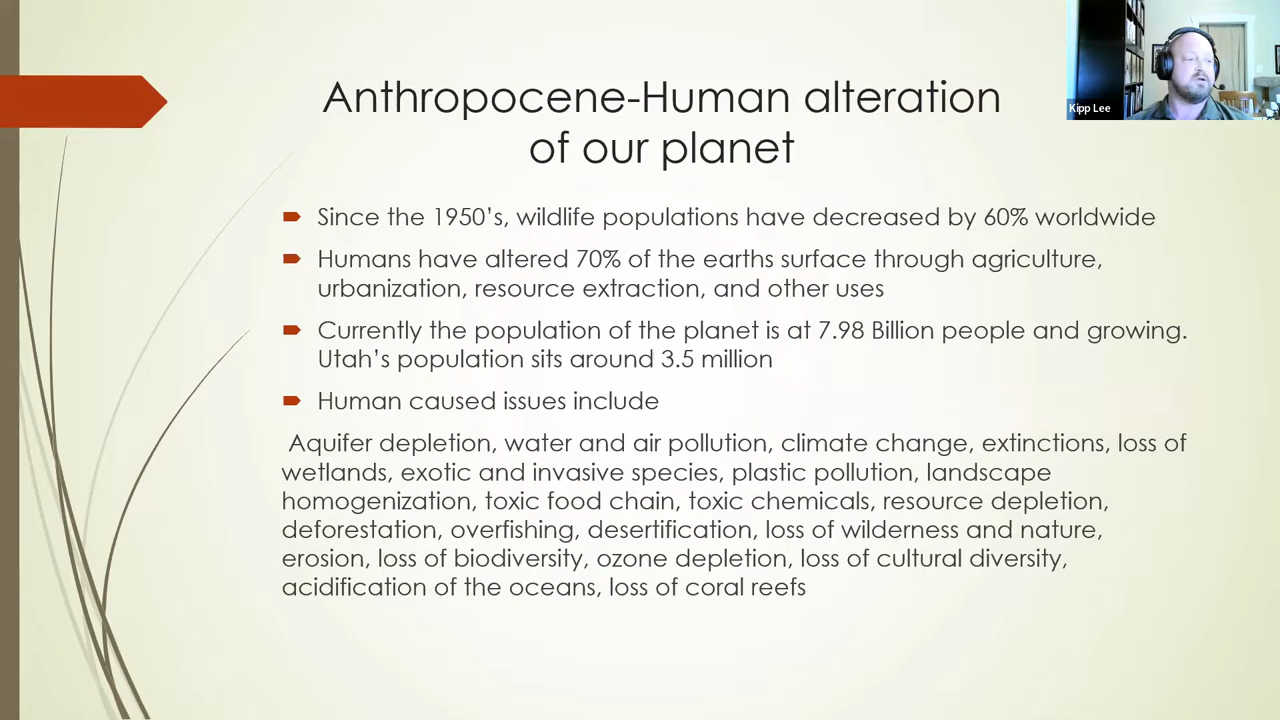 Anthropocene-Human alteration
of our planet
Kipp Lee
Since the 1950's, wildlife populations have decreased by 60% worldwide
Humans have altered 70% of the earths surface through agriculture,
urbanization, resource extraction, and other uses
Currently the population of the planet is at 7.98 Billion people and growing.
Utah's population sits around 3.5 million
Human caused issues include
Aquifer depletion, water and air pollution, climate change, extinctions, loss of
wetlands, exotic and invasive species, plastic pollution, landscape
homogenization, toxic food chain, toxic chemicals, resource depletion,
deforestation, overfishing, desertification, loss of wilderness and nature,
erosion, loss of biodiversity, ozone depletion, loss of cultural diversity,
acidification of the oceans, loss of coral reefs